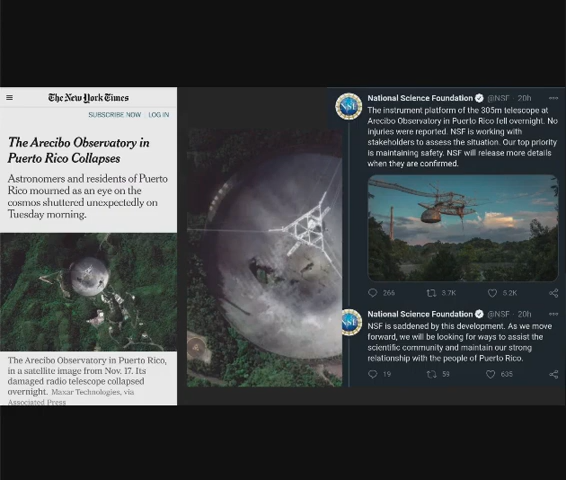 The New York Times
SUBSCRIBE NOW LOG IN
The Arecibo Observatory in
Puerto Rico Collapses
Astronomers and residents of Puerto
Rico mourned as an eye on the
cosmos shuttered unexpectedly on
Tuesday morning.
The Arecibo Observatory in Puerto Rico,
in a satellite image from Nov. 17. Its
damaged radio telescope collapsed
overnight. Maxar Technologies, via
Associated Press
National Science Foundation @NSF · 20h
The instrument platform of the 305m telescope at
Arecibo Observatory in Puerto Rico fell overnight. No
injuries were reported. NSF is working with
stakeholders to assess the situation. Our top priority
is maintaining safety. NSF will release more details
when they are confirmed.
266 3.7K 5.2K
National Science Foundation @NSF · 20h
NSF is saddened by this development. As we move
forward, we will be looking for ways to assist the
scientific community and maintain our strong
relationship with the people of Puerto Rico.
19 59 635